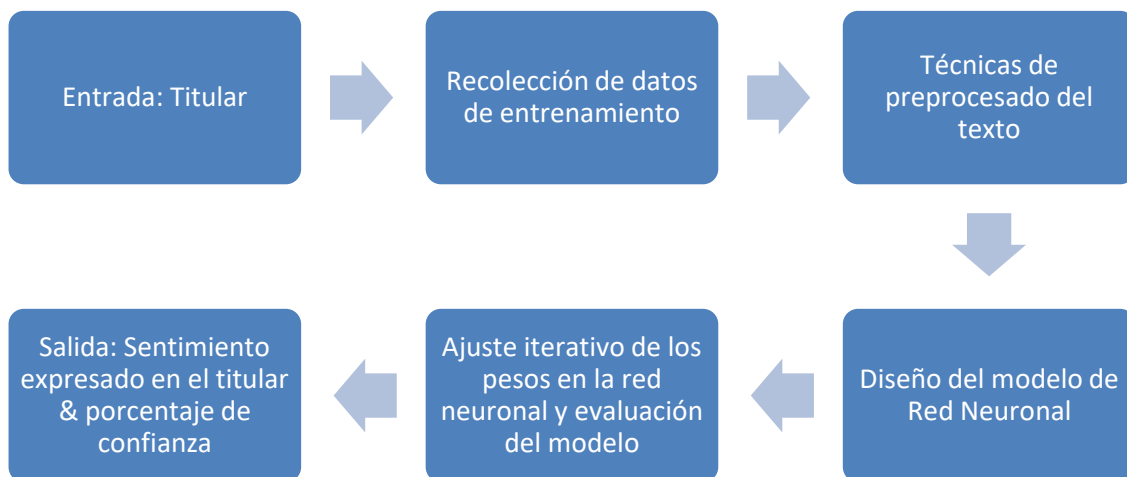 Entrada: Titular
Recolección de datos
de entrenamiento
Técnicas de
preprocesado del
texto
Diseño del modelo de
Red Neuronal
Ajuste iterativo de los
pesos en la red
neuronal y evaluación
del modelo
Salida: Sentimiento
expresado en el titular
& porcentaje de
confianza